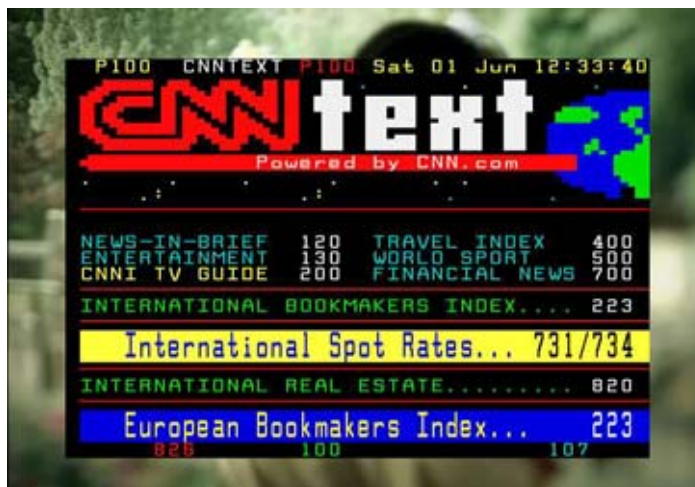 P100 CNNTEXT P100 Sat 01 Jun 12:33:40
CNN text
Powered by CNN.com
NEWS-IN-BRIEF 120 TRAVEL INDEX 400
ENTERTAINMENT 130 WORLD SPORT 500
CNNI TV GUIDE 200 FINANCIAL NEWS 700
INTERNATIONAL BOOKMAKERS INDEX.... 223
International Spot Rates... 731/734
INTERNATIONAL REAL ESTATE......... 820
European Bookmakers Index... 223
826 100 107